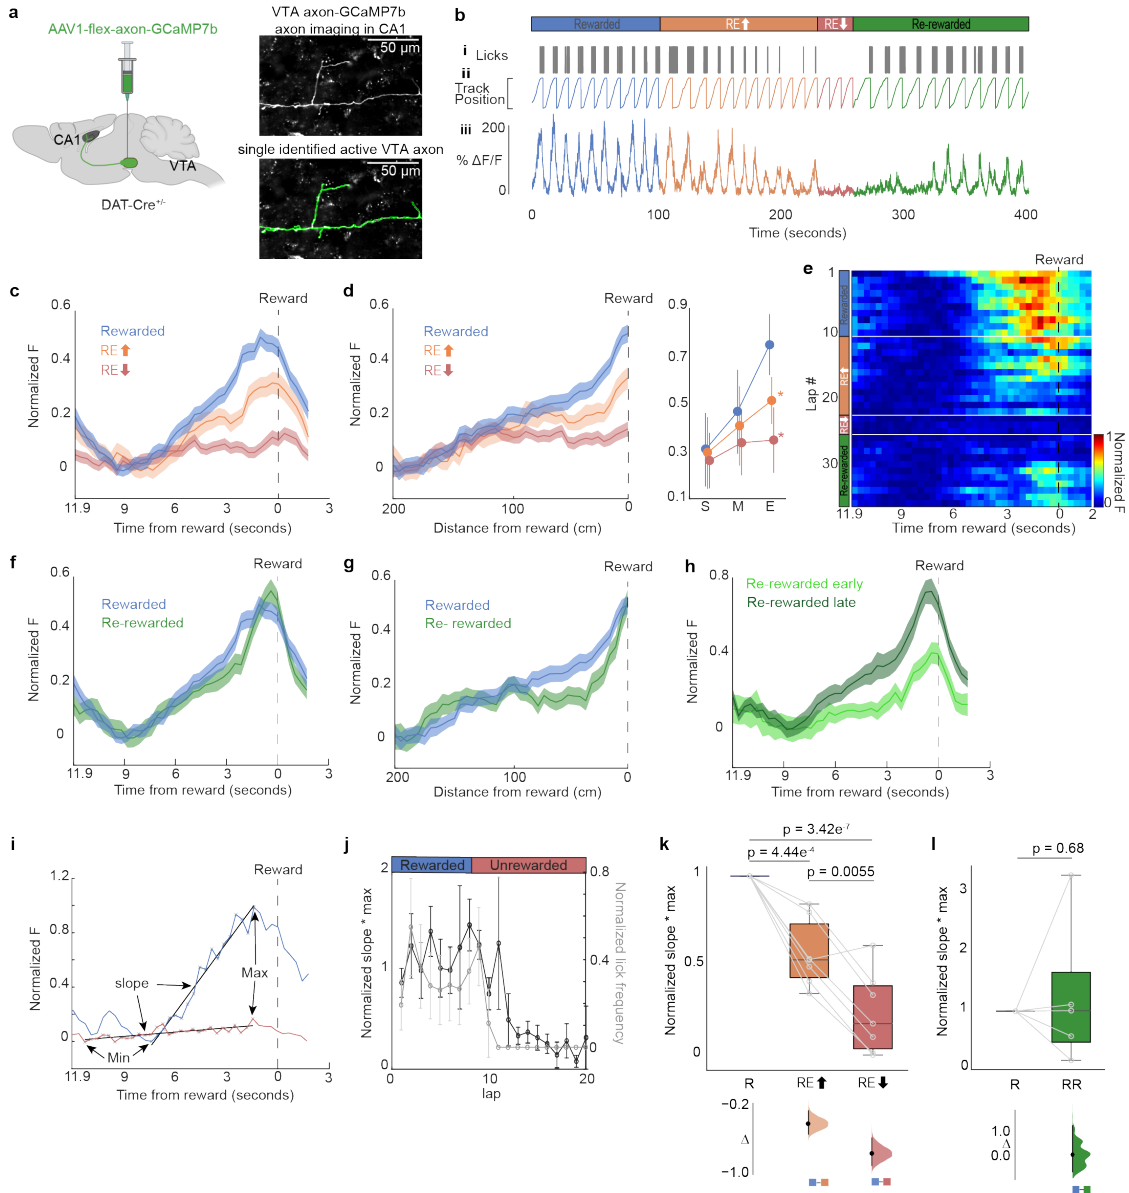 a
AAV1-flex-axon-GCaMP7b
CA1
VTA
DAT-Cre+/-
VTA axon-GCaMP7b
axon imaging in CA1
50 µm
single identified active VTA axon
50 µm
b
Rewarded
RE
RE
Re-rewarded
i
Licks
ii
Track
Position
iii
200
% ΔF/F
0
0
100
200
300
400
Time (seconds)
c
0.6
0.4
0.2
0
Normalized F
Reward
Rewarded
RE
RE
11.9
9
6
3
0
3
Time from reward (seconds)
d
0.6
0.4
0.2
0
Normalized F
Reward
Rewarded
RE
RE
200
100
0
Distance from reward (cm)
0.9
0.7
0.5
0.3
0.1
*
*
S
M
E
e
Reward
1
10
20
30
Lap #
Rewarded
RE
RE
Re-rewarded
11.9
9
6
3
0
2
Time from reward (seconds)
1
0
Normalized F
f
0.6
0.4
0.2
0
Normalized F
Reward
Rewarded
Re-rewarded
11.9
9
6
3
0
3
Time from reward (seconds)
g
0.6
0.4
0.2
0
Normalized F
Reward
Rewarded
Re- rewarded
200
100
0
Distance from reward (cm)
h
0.8
0.4
0
Normalized F
Reward
Re-rewarded early
Re-rewarded late
11.9
9
6
3
0
3
Time from reward (seconds)
i
1.2
0.8
0.4
0
Normalized F
Reward
slope
Max
Min
11.9
9
6
3
0
3
Time from reward (seconds)
j
Rewarded
Unrewarded
2
1
0
Normalized slope * max
0.8
0.4
0
Normalized lick frequency
0
10
20
lap
k
p = 3.42e-7
p = 4.44e-4
p = 0.0055
1
0.5
0
Normalized slope * max
R
RE
RE
−0.2
Δ
−1.0
l
p = 0.68
3
2
1
0
Normalized slope * max
R
RR
1.0
Δ
0.0